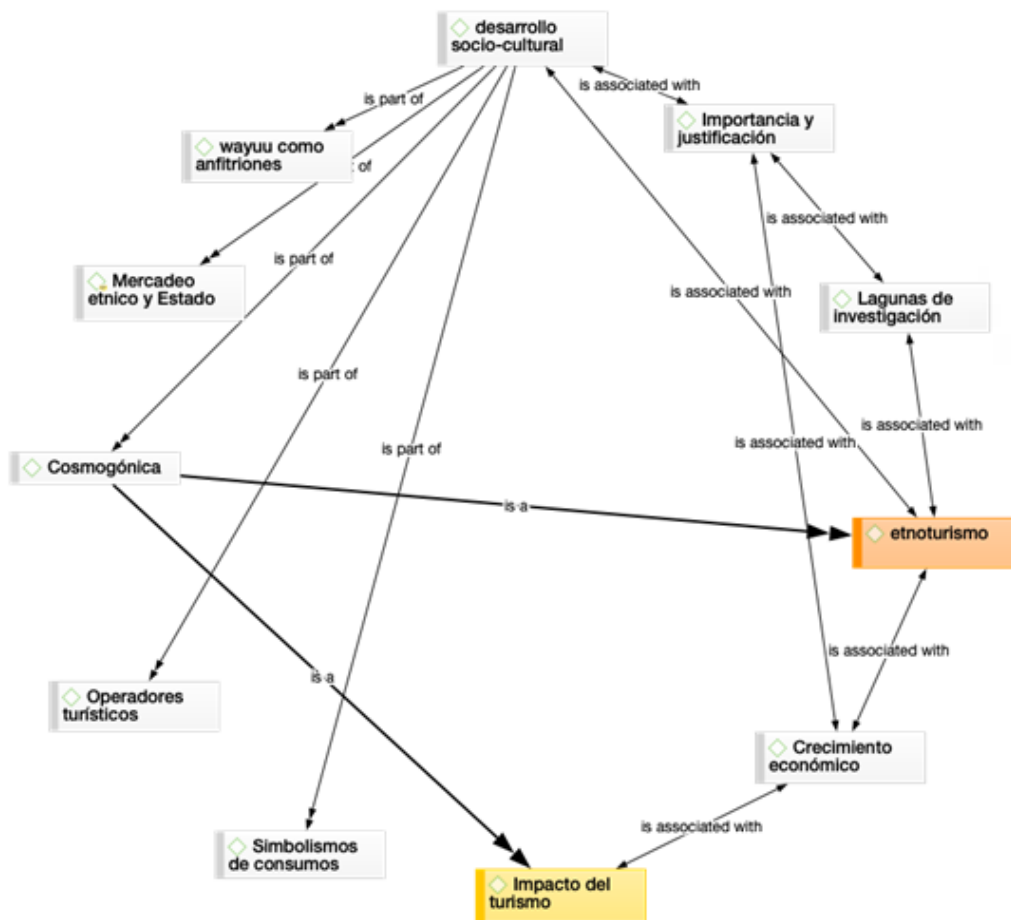 desarrollo
socio-cultural
is associated with
is part of
Importancia y
justificación
wayuu como
anfitriones
of
is associated with
is part of
Mercadeo
etnico y Estado
is associated with
Lagunas de
investigación
is part of
is associated with
is part of
is associated with
Cosmogónica
is a
etnoturismo
is a
is associated with
Operadores
turísticos
Crecimiento
económico
is associated with
Simbolismos
de consumos
Impacto del
turismo